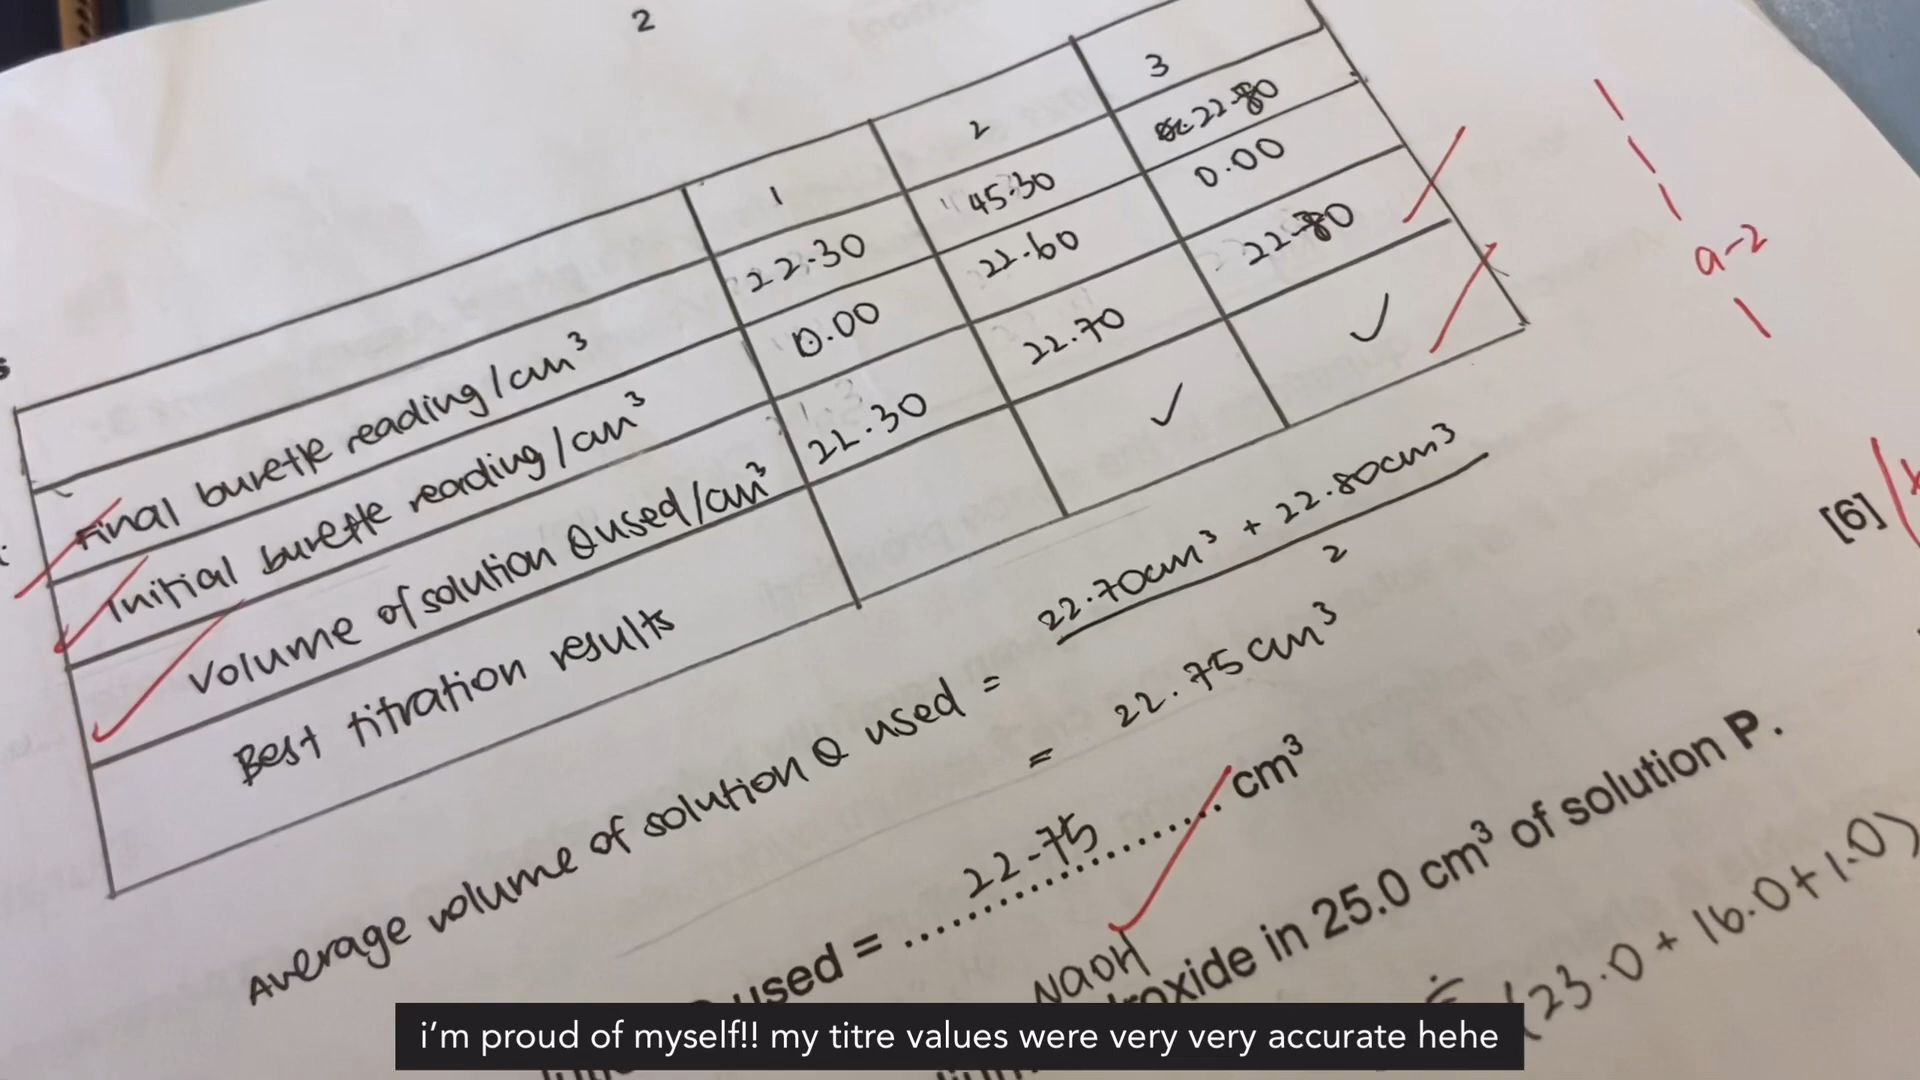 2
1 2 3
Final burette reading/cm³ 22.30 45.30 22.80
Initial burette reading/cm³ 0.00 22.60 0.00
Volume of solution Q used/cm³ 22.30 22.70 22.80
Best titration results ✓ ✓
a-2
Average volume of solution Q used = 22.70cm³ + 22.80cm³
2
= 22.75cm³
[6]
used = 22.75 cm³
NaOH
roxide in 25.0 cm³ of solution P.
÷ (23.0 + 16.0 + 1.0)
i'm proud of myself!! my titre values were very very accurate hehe